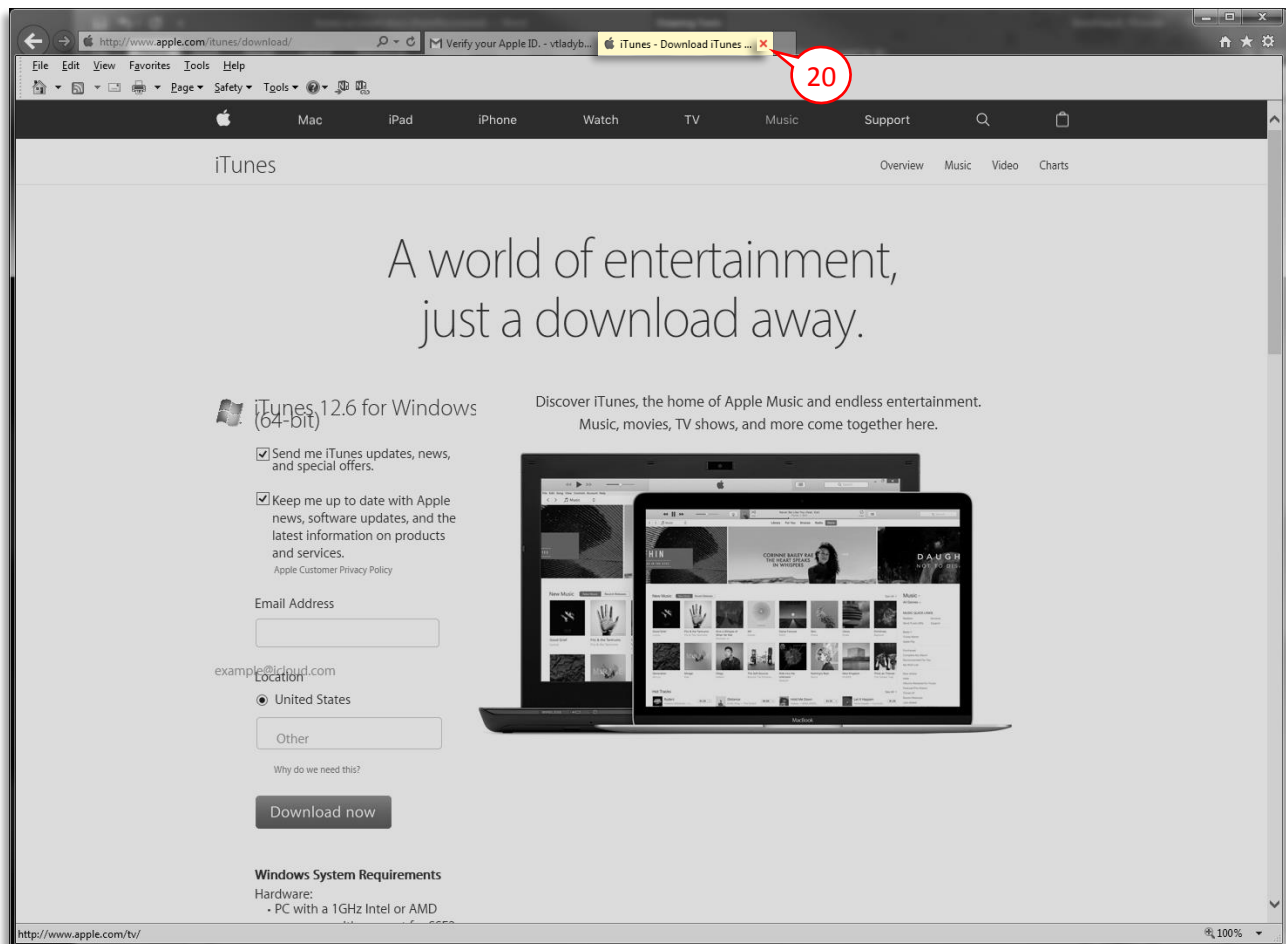 http://www.apple.com/itunes/download/
Verify your Apple ID. - vtladyb...
iTunes - Download iTunes ...
20
File Edit View Favorites Tools Help
Page Safety Tools
Mac iPad iPhone Watch TV Music Support
iTunes
Overview Music Video Charts
A world of entertainment,
just a download away.
iTunes 12.6 for Windows
(64-bit)
Send me iTunes updates, news,
and special offers.
Keep me up to date with Apple
news, software updates, and the
latest information on products
and services.
Apple Customer Privacy Policy
Email Address
example@icloud.com
Location
United States
Other
Why do we need this?
Download now
Windows System Requirements
Hardware:
• PC with a 1GHz Intel or AMD
Discover iTunes, the home of Apple Music and endless entertainment.
Music, movies, TV shows, and more come together here.
CORINNE BAILEY RAE
THE HEART SPEAKS
IN WHISPERS
DAUGH
New Music
Hot Tracks
MacBook
http://www.apple.com/tv/
100%